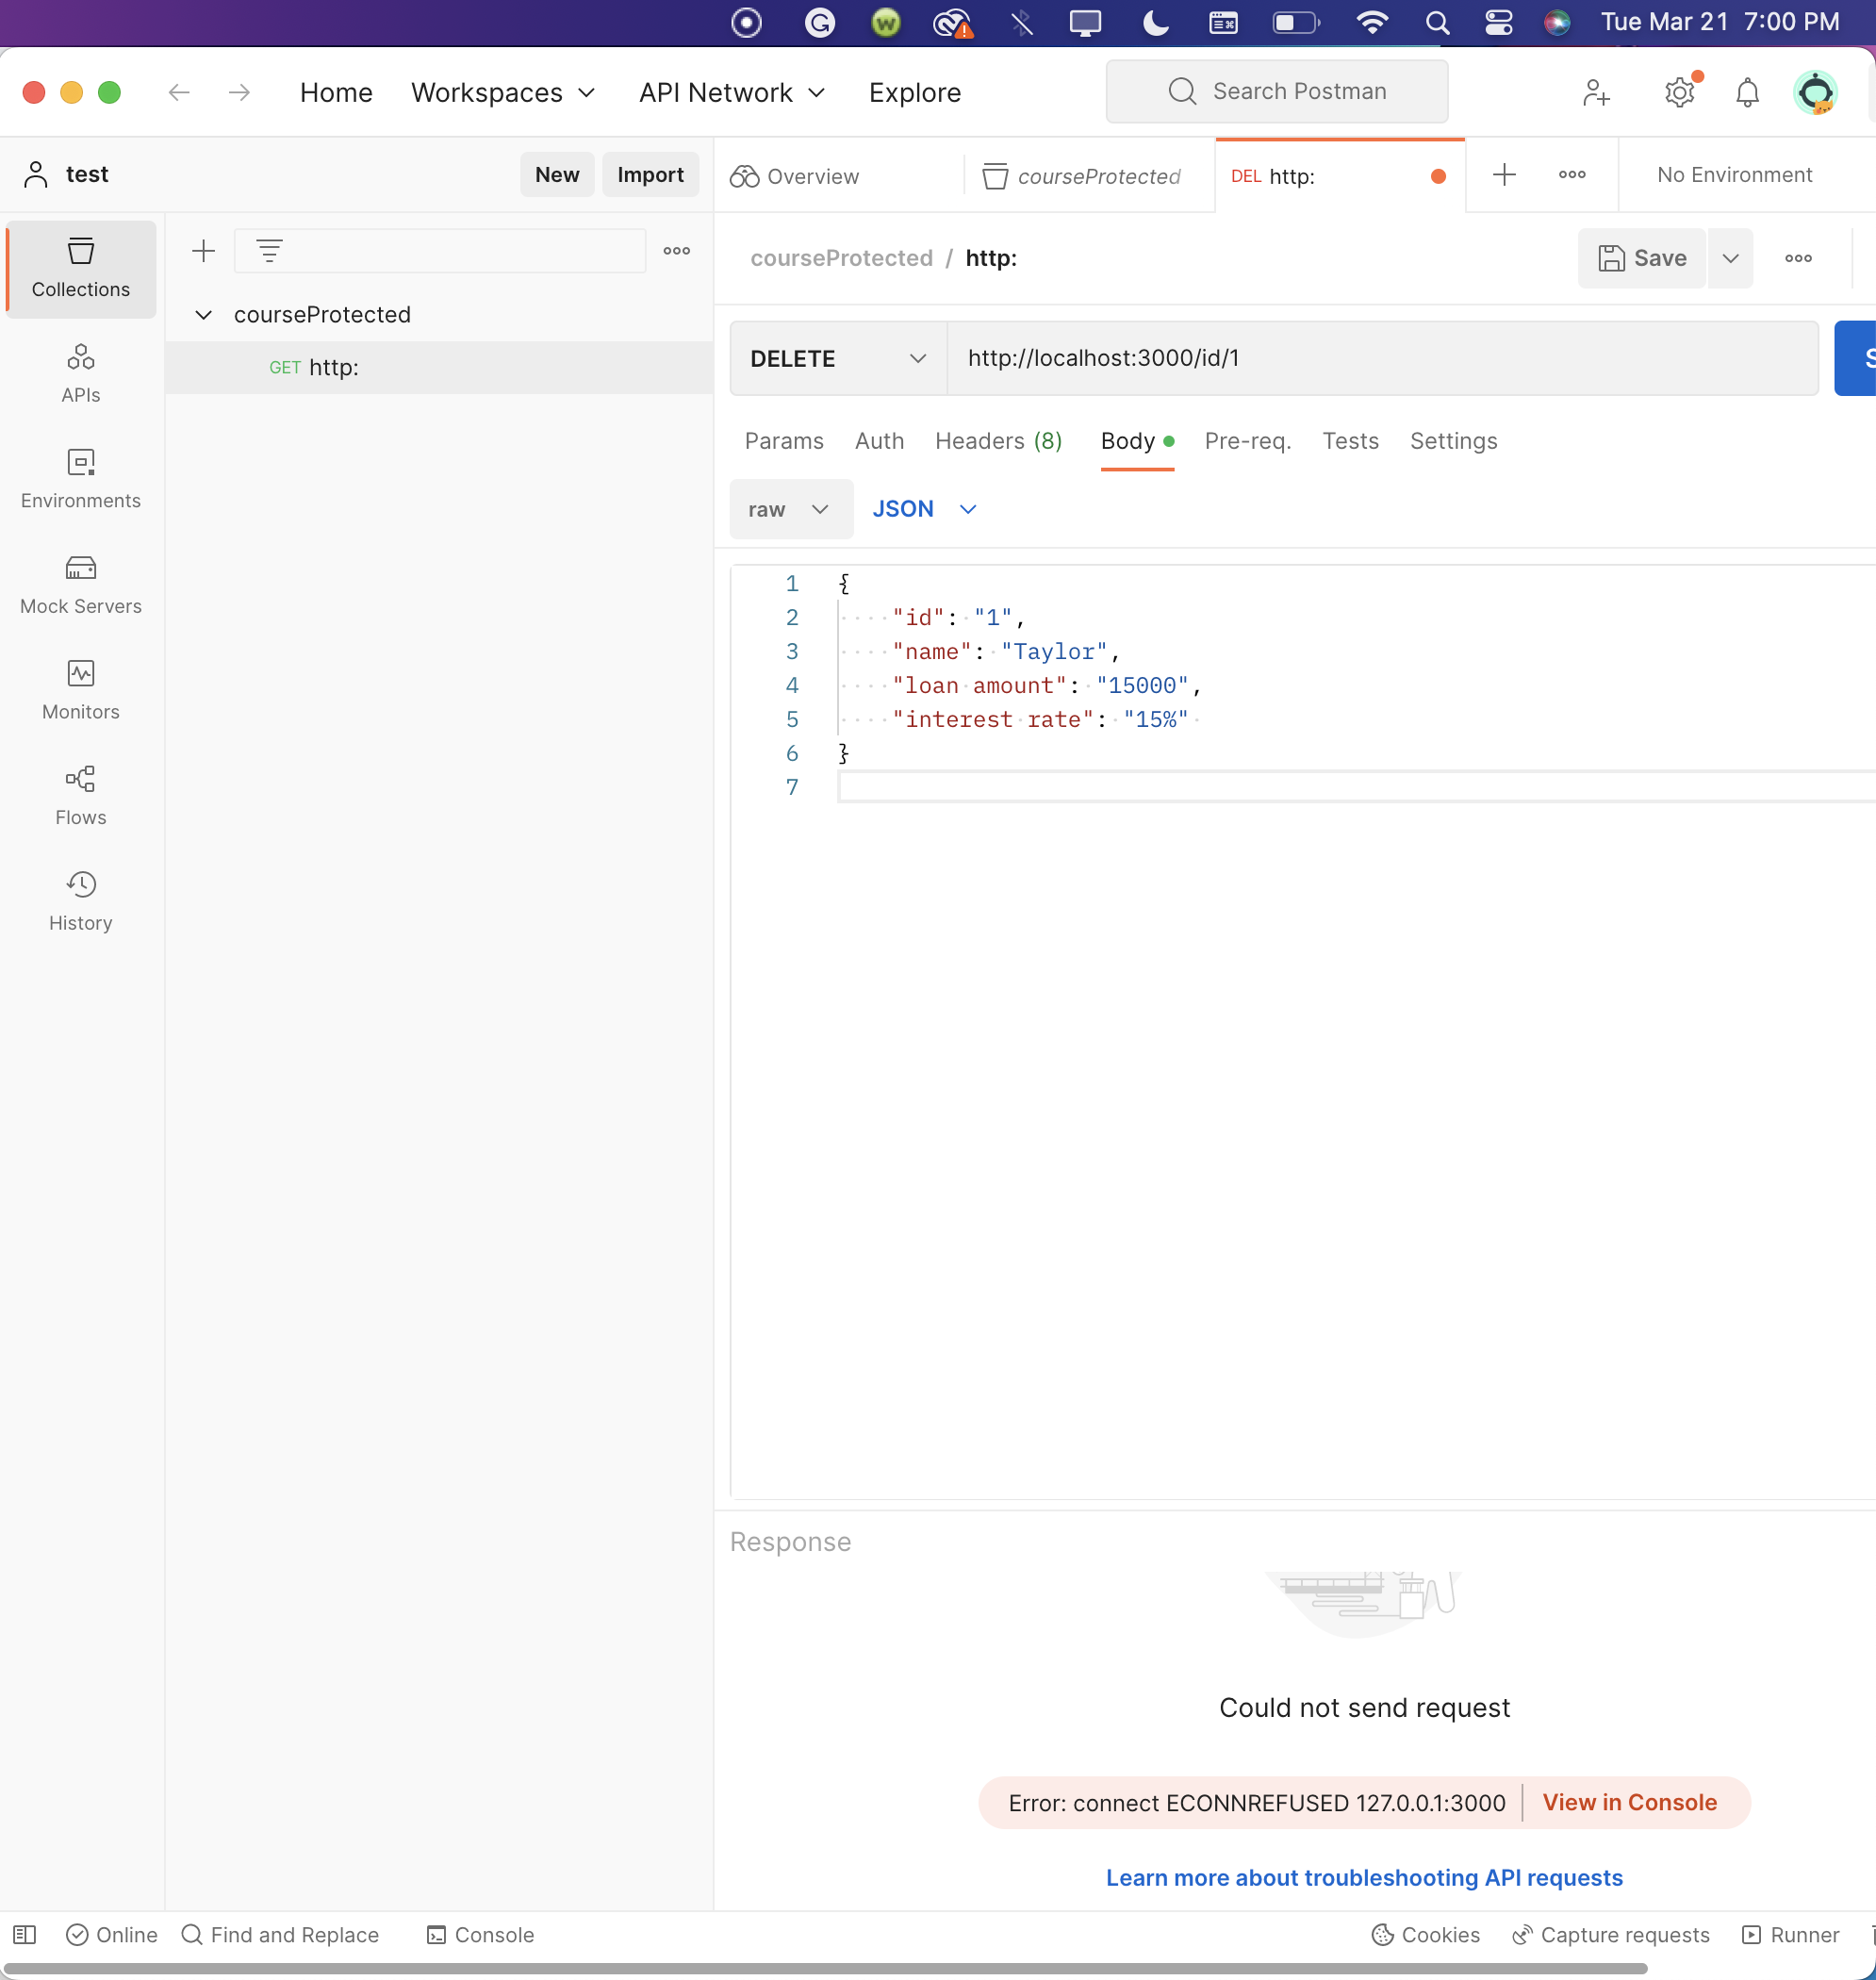 Tue Mar 21 7:00 PM
Home Workspaces API Network Explore Search Postman
test New Import Overview courseProtected DEL http: No Environment
Collections
courseProtected / http: Save
courseProtected
GET http:
APIs
DELETE http://localhost:3000/id/1
Params Auth Headers (8) Body Pre-req. Tests Settings
Environments
raw JSON
Mock Servers
Monitors
Flows
History
1 {
2 "id": "1",
3 "name": "Taylor",
4 "loan amount": "15000",
5 "interest rate": "15%"
6 }
7
Response
Could not send request
Error: connect ECONNREFUSED 127.0.0.1:3000 View in Console
Learn more about troubleshooting API requests
Online Find and Replace Console Cookies Capture requests Runner